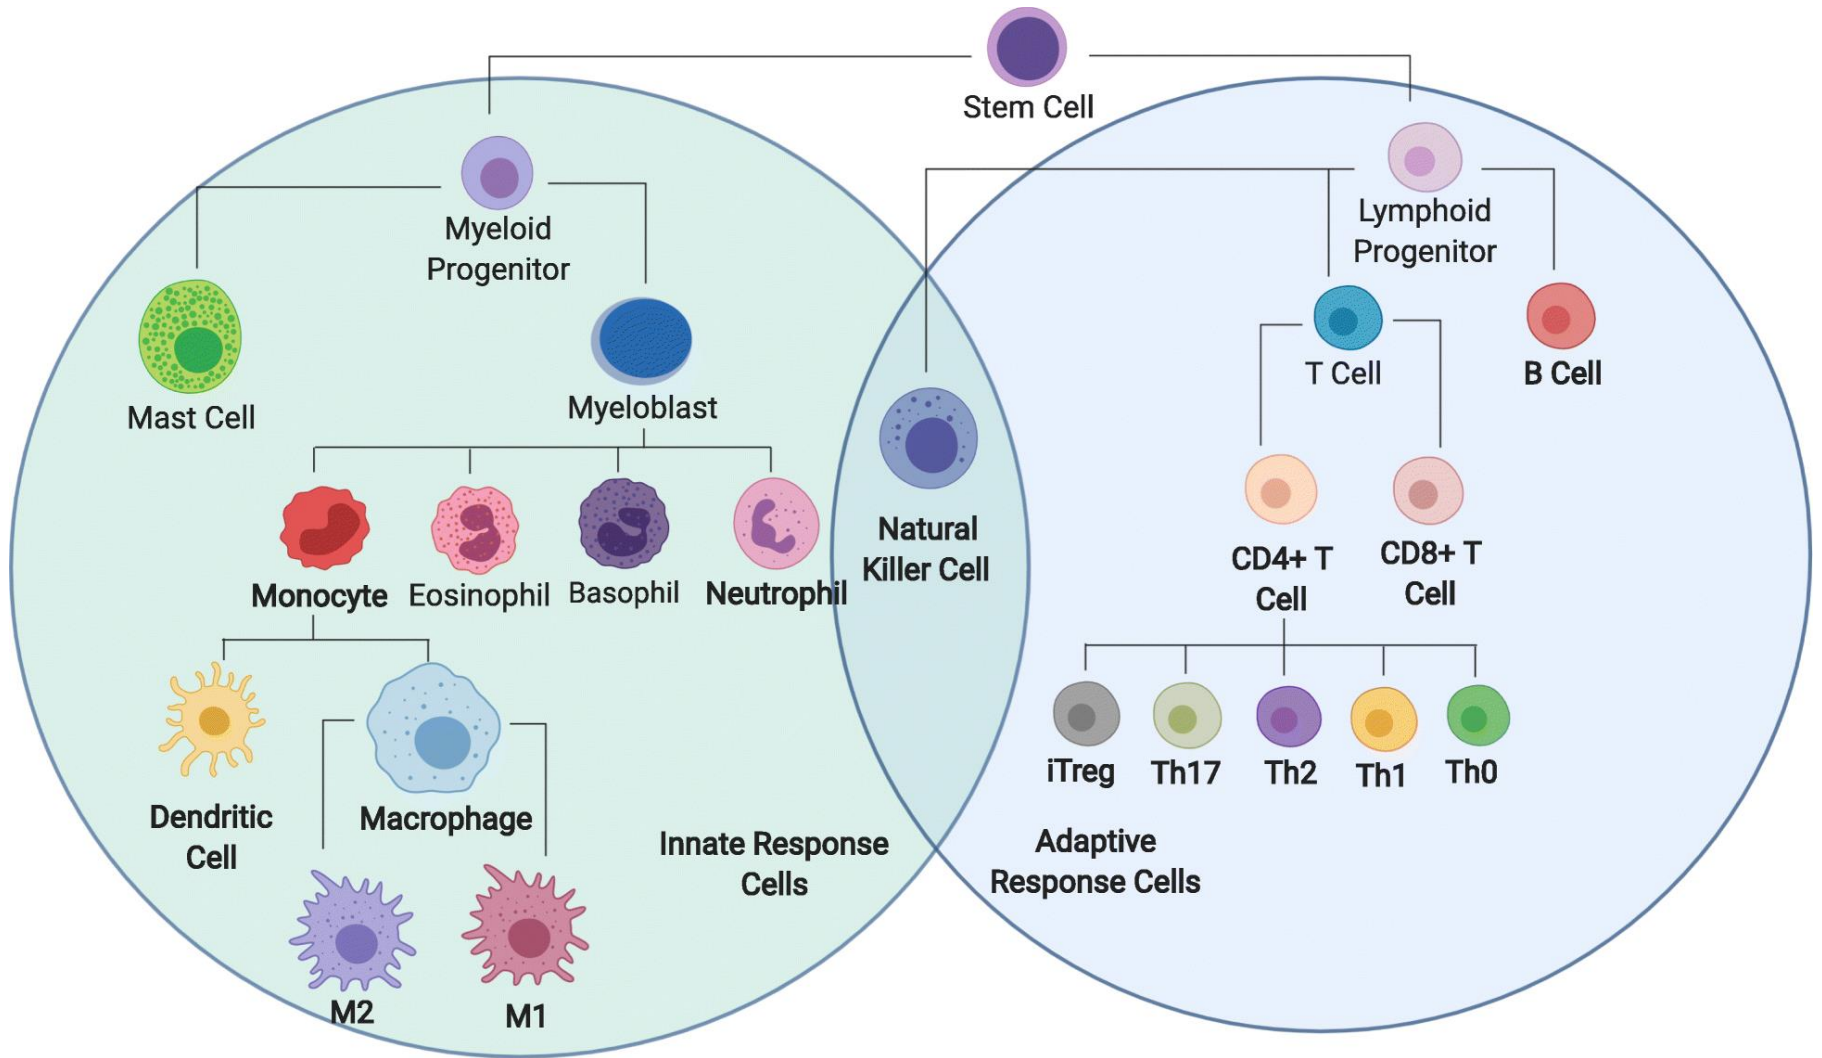 Stem Cell
Myeloid
Progenitor
Lymphoid
Progenitor
Mast Cell
Myeloblast
T Cell
B Cell
Natural
Killer Cell
Monocyte
Eosinophil
Basophil
Neutrophil
CD4+ T
Cell
CD8+ T
Cell
Dendritic
Cell
Macrophage
iTreg
Th17
Th2
Th1
Th0
Innate Response
Cells
Adaptive
Response Cells
M2
M1